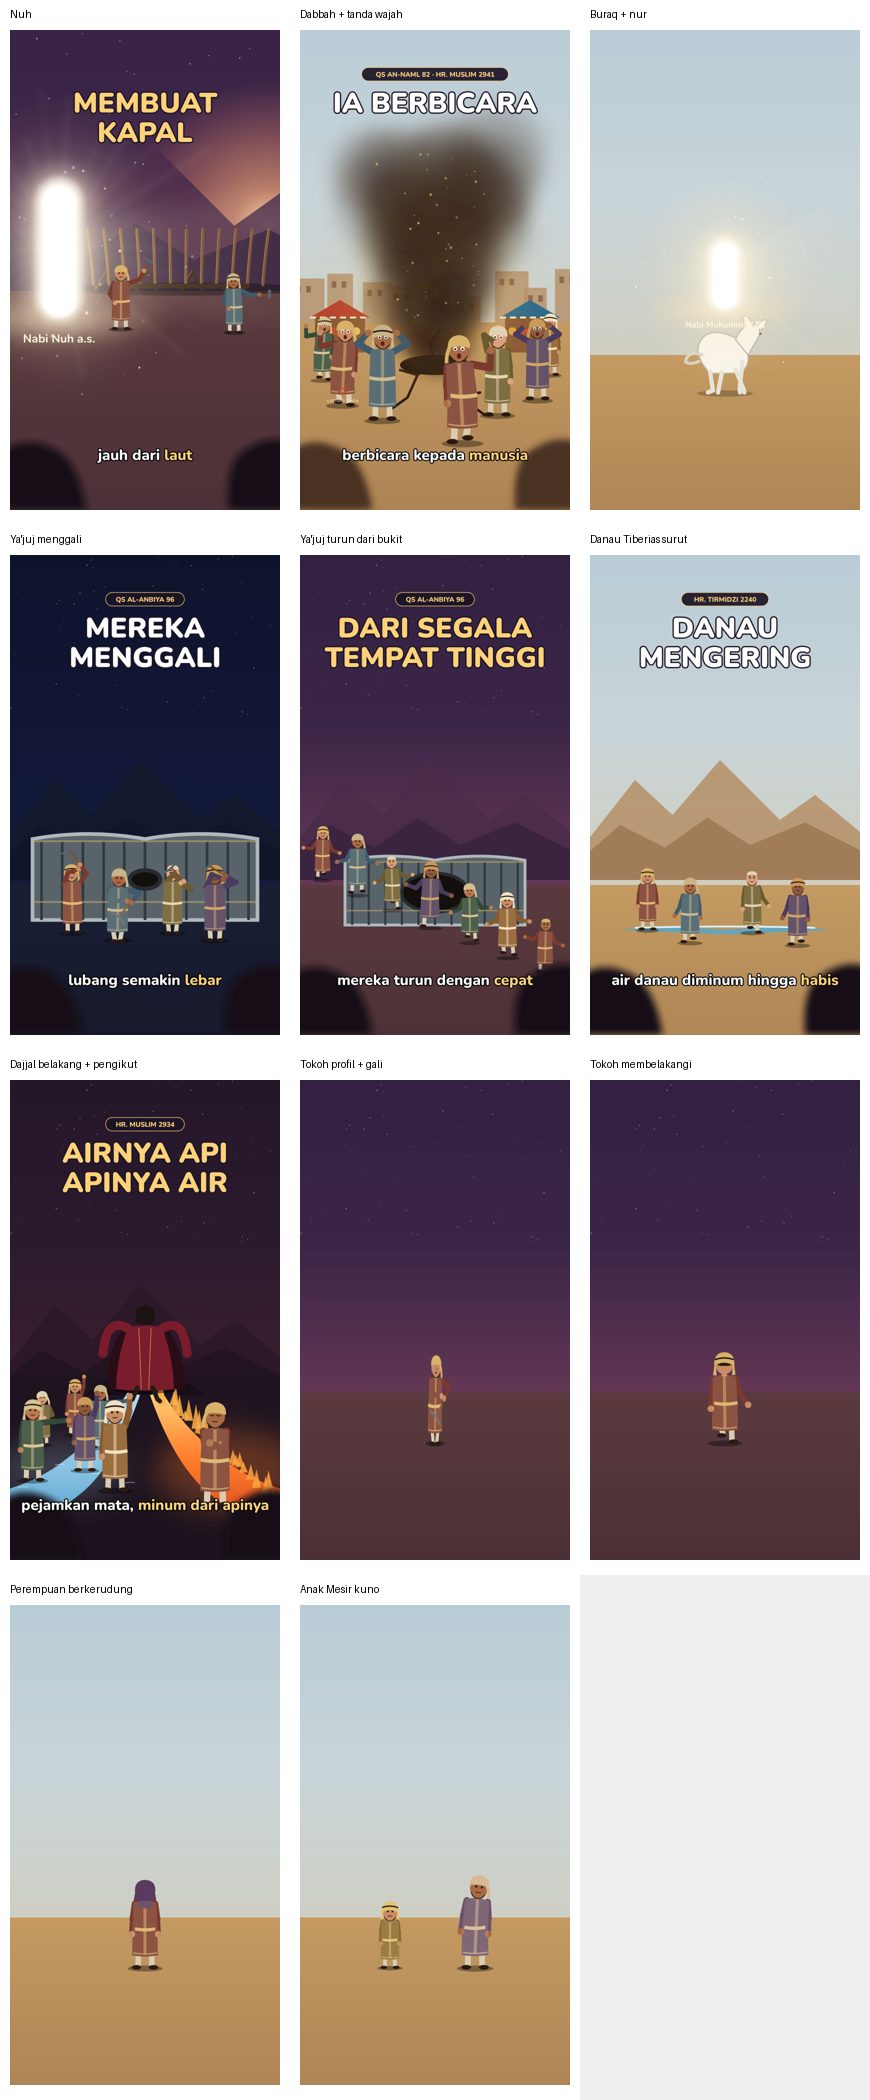 Nuh
Dabbah + tanda wajah
Buraq + nur
MEMBUAT
KAPAL
Nabi Nuh a.s.
jauh dari laut
QS AN-NAML 82 · HR. MUSLIM 2941
IA BERBICARA
berbicara kepada manusia
Nabi
Ya'juj menggali
Ya'juj turun dari bukit
Danau Tiberias surut
QS AL-ANBIYA 96
MEREKA
MENGGALI
lubang semakin lebar
QS AL-ANBIYA 96
DARI SEGALA
TEMPAT TINGGI
mereka turun dengan cepat
HR. TIRMIDZI 2240
DANAU
MENGERING
air danau diminum hingga habis
Dajjal belakang + pengikut
Tokoh profil + gali
Tokoh membelakangi
HR. MUSLIM 2934
AIRNYA API
APINYA AIR
pejamkan mata, minum dari apinya
Perempuan berkerudung
Anak Mesir kuno